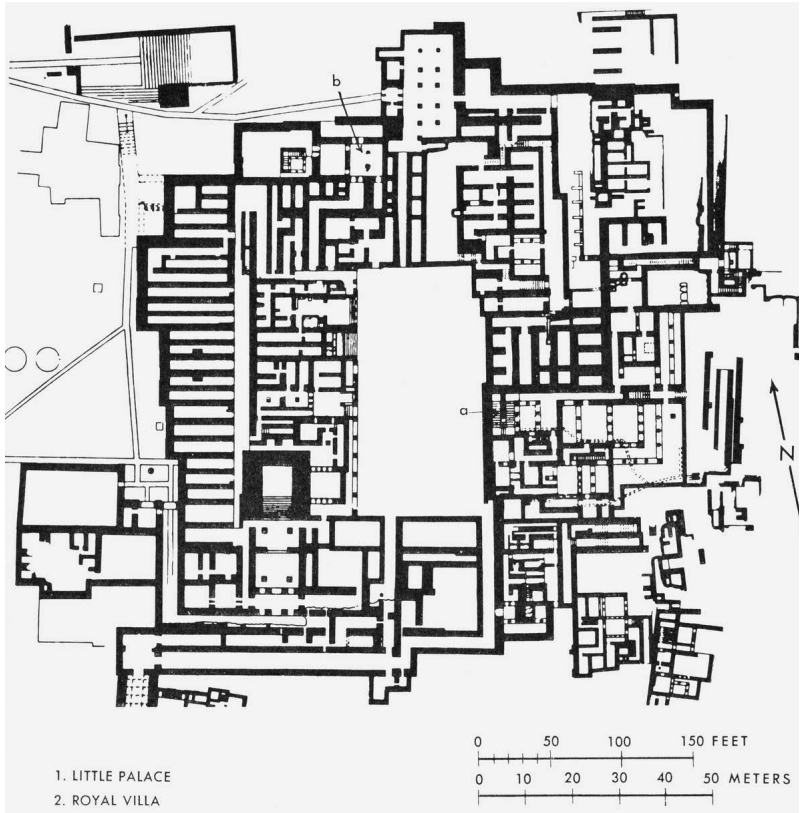 b
a
N
0 50 100 150 FEET
0 10 20 30 40 50 METERS
1. LITTLE PALACE
2. ROYAL VILLA